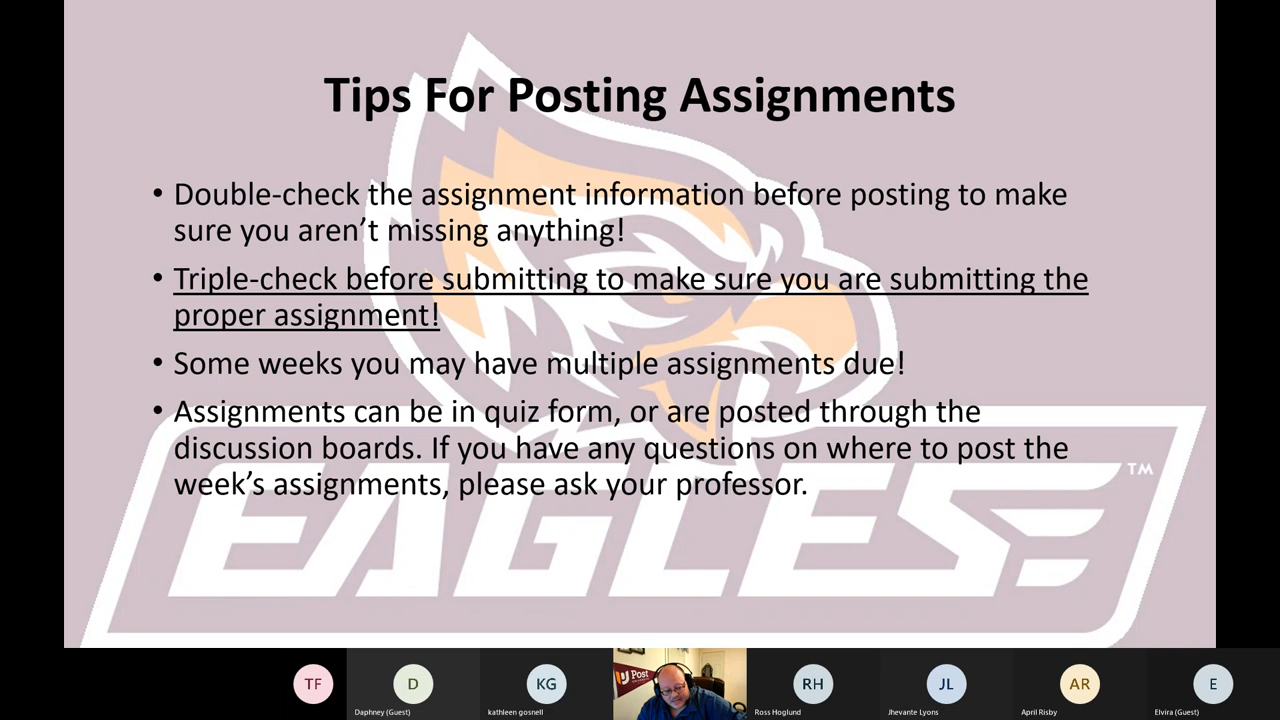 Tips For Posting Assignments
• Double-check the assignment information before posting to make
sure you aren’t missing anything!
• Triple-check before submitting to make sure you are submitting the
proper assignment!
• Some weeks you may have multiple assignments due!
• Assignments can be in quiz form, or are posted through the
discussion boards. If you have any questions on where to post the
week’s assignments, please ask your professor.
EAGLES TM
TF
D
KG
Post
RH
JL
AR
E
Daphney (Guest)
kathleen gosnell
Ross Hoglund
Jhevante Lyons
April Risby
Elvira (Guest)